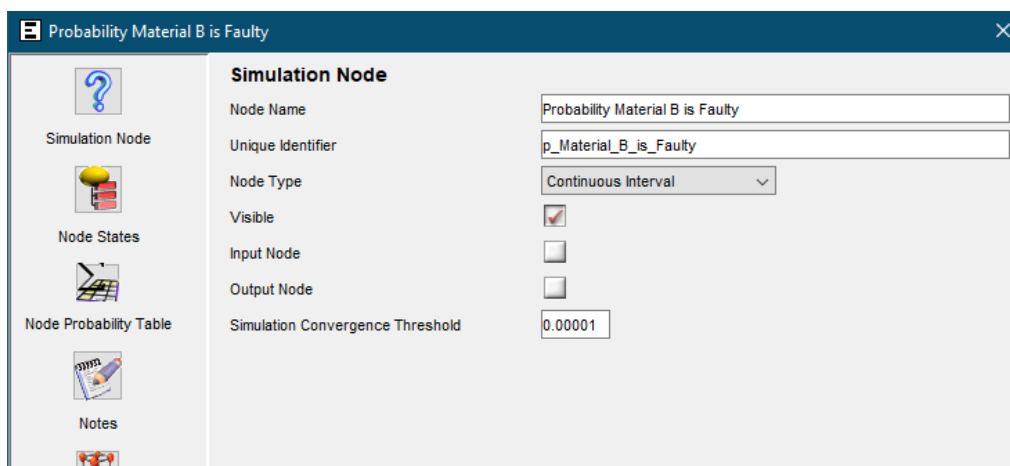 Probability Material B is Faulty
Simulation Node
Node States
Node Probability Table
Notes
Simulation Node
Node Name Probability Material B is Faulty
Unique Identifier p_Material_B_is_Faulty
Node Type Continuous Interval
Visible
Input Node
Output Node
Simulation Convergence Threshold 0.00001